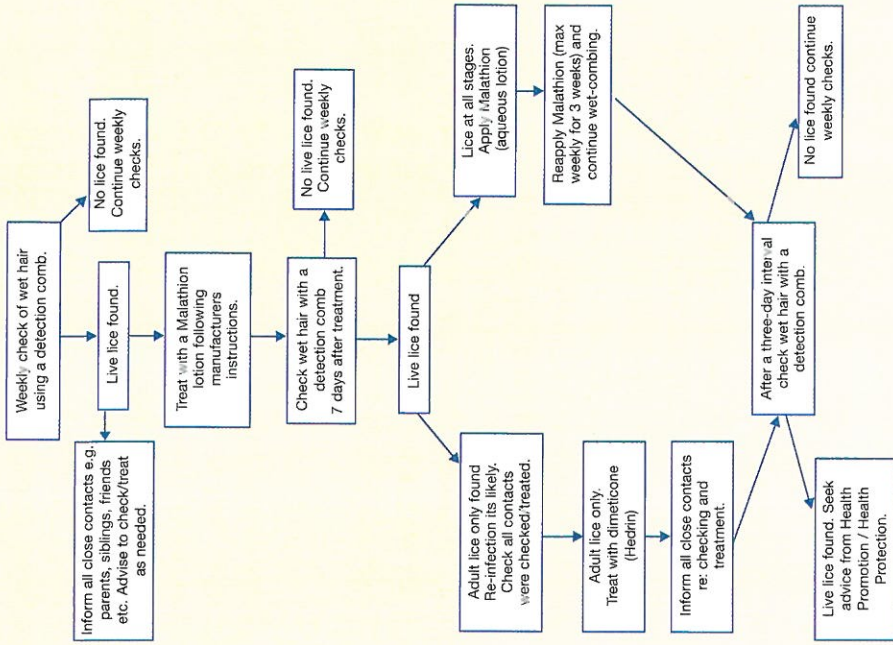 Weekly check of wet hair
using a detection comb.
No lice found.
Continue weekly
checks.
Live lice found.
Inform all close contacts e.g.
parents, siblings, friends
etc. Advise to check/treat
as needed.
Treat with a Malathion
lotion following
manufacturers
instructions.
Check wet hair with a
detection comb
7 days after treatment.
No live lice found.
Continue weekly
checks.
Live lice found
Adult lice only found
Re-infection its likely.
Check all contacts
were checked/treated.
Lice at all stages.
Apply Malathion
(aqueous lotion)
Adult lice only.
Treat with dimeticone
(Hedrin)
Reapply Malathion (max
weekly for 3 weeks) and
continue wet-combing.
Inform all close contacts
re: checking and
treatment.
After a three-day interval
check wet hair with a
detection comb.
Live lice found. Seek
advice from Health
Promotion / Health
Protection.
No lice found continue
weekly checks.